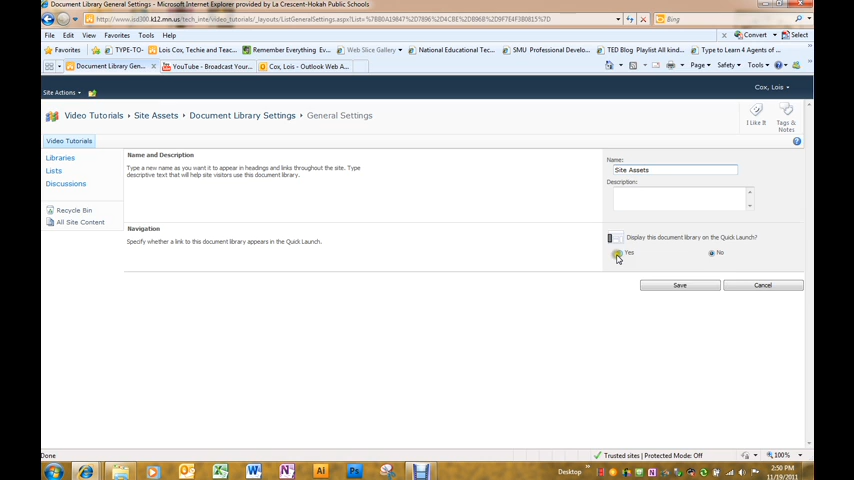 Document Library General Settings - Microsoft Internet Explorer provided by La Crescent-Hokah Public Schools
File Edit View Favorites Tools Help
Convert Select
Favorites TYPE-TO- Lois Cox, Techie and Teac... Remember Everything. Ev... Web Slice Gallery National Educational Tec... SMU Professional Develo... TED Blog Playlist All kind... Type to Learn 4 Agents of...
Document Library Gen... YouTube - Broadcast Your... Cox, Lois - Outlook Web A...
Page Safety Tools
Bing
Cox, Lois
Site Actions
Video Tutorials Site Assets Document Library Settings General Settings
I Like It
Tags & Notes
Video Tutorials
Libraries
Lists
Discussions
Recycle Bin
All Site Content
Name and Description
Type a new name as you want it to appear in headings and links throughout the site. Type
descriptive text that will help site visitors use this document library.
Name:
Site Assets
Description:
Navigation
Specify whether a link to this document library appears in the Quick Launch.
Display this document library on the Quick Launch?
Yes No
Save Cancel
Done
Trusted sites | Protected Mode: Off
100%
Desktop
2:50 PM
11/19/2011